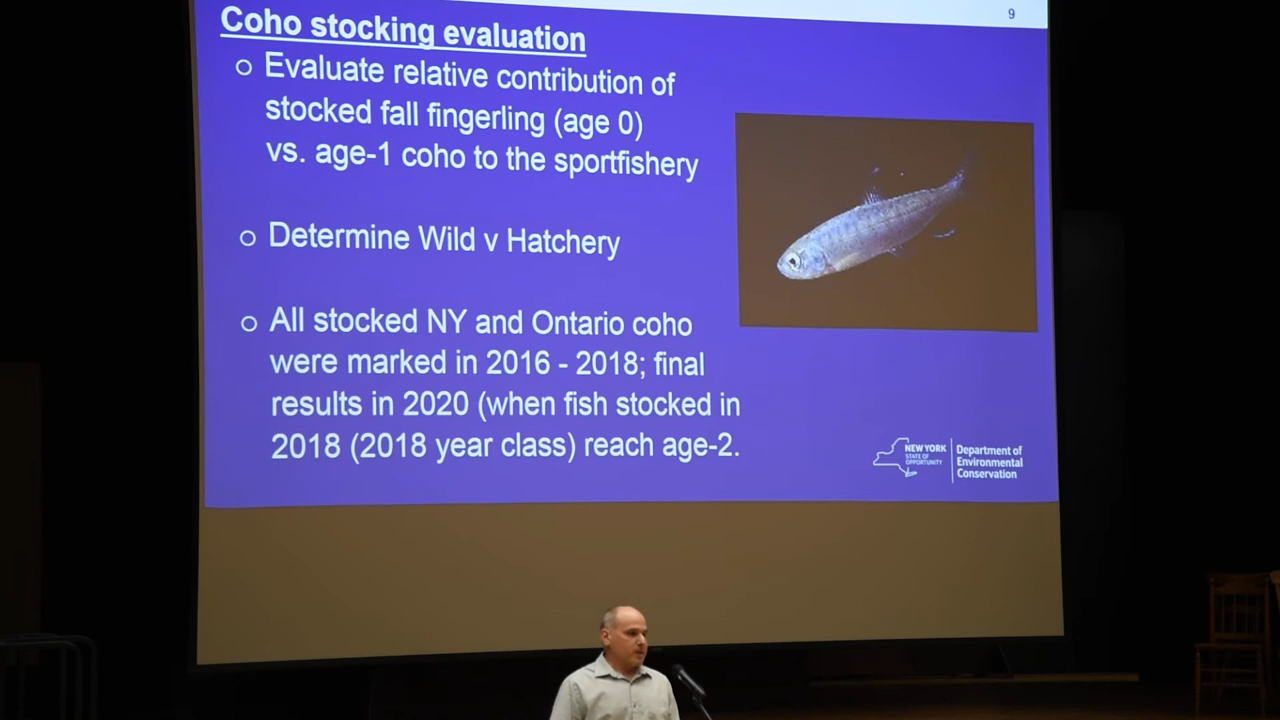 9
Coho stocking evaluation
Evaluate relative contribution of
stocked fall fingerling (age 0)
vs. age-1 coho to the sportfishery
Determine Wild v Hatchery
All stocked NY and Ontario coho
were marked in 2016 - 2018; final
results in 2020 (when fish stocked in
2018 (2018 year class) reach age-2.
NEW YORK
STATE OF
OPPORTUNITY
Department of
Environmental
Conservation